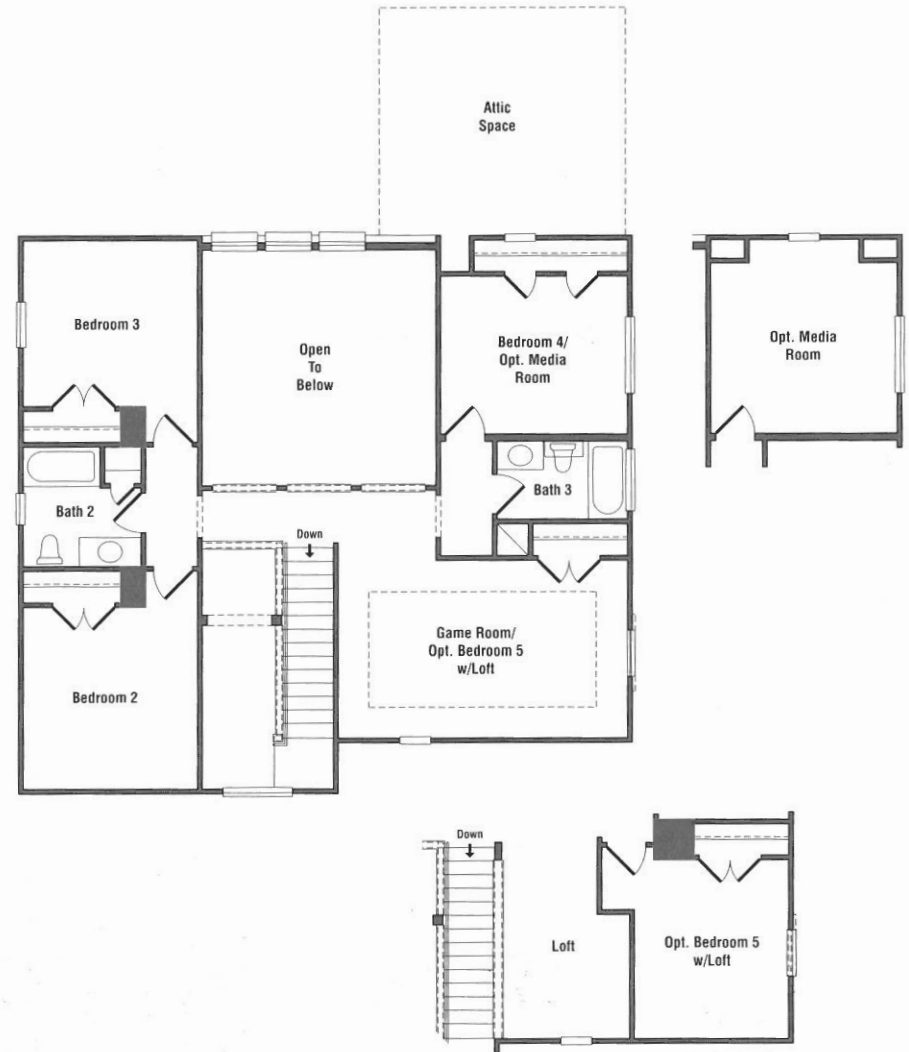 Attic
Space
Bedroom 3
Open
To
Below
Bedroom 4/
Opt. Media
Room
Opt. Media
Room
Bath 2
Bath 3
Down
Game Room/
Opt. Bedroom 5
w/Loft
Bedroom 2
Down
Loft
Opt. Bedroom 5
w/Loft